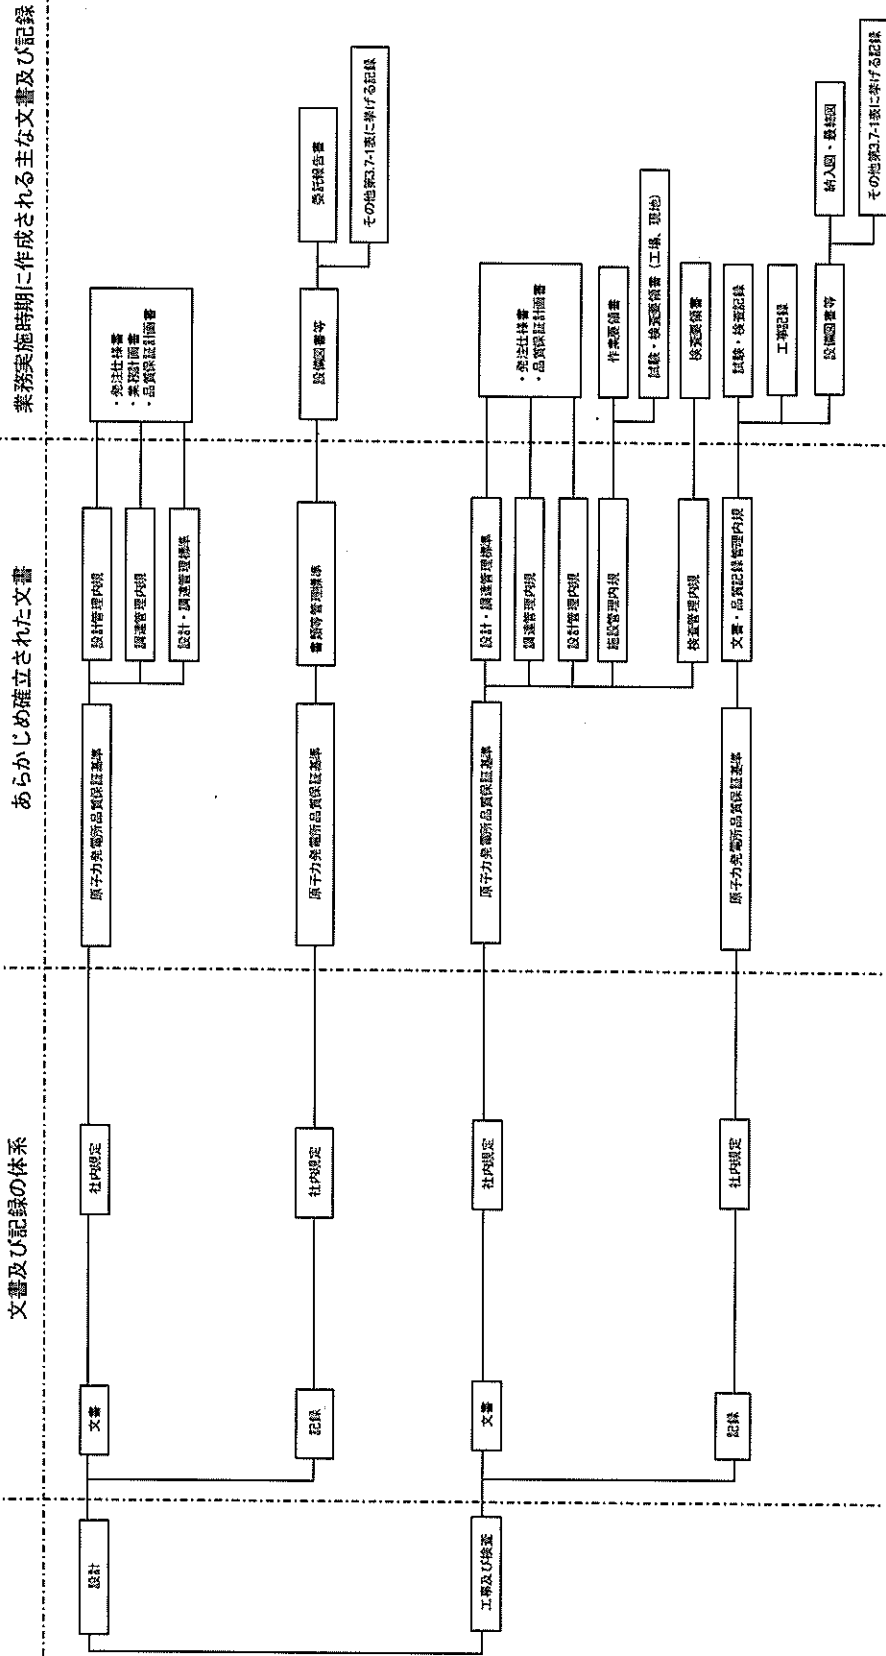 文書及び記録の体系
あらかじめ確立された文書
業務実施時期に作成される主な文書及び記録
設計
文書
社内規定
原子力発電所品質保証基準
設計管理内規
調達管理内規
設計・調達管理標準
・発注仕様書
・業務計画書
・品質保証計画書
記録
社内規定
原子力発電所品質保証基準
書類等管理標準
設備図書等
委託報告書
その他第3.7-1表に挙げる記録
工事及び検査
文書
社内規定
原子力発電所品質保証基準
設計・調達管理標準
調達管理内規
設計管理内規
施設管理内規
検査管理内規
・発注仕様書
・品質保証計画書
作業要領書
試験・検査要領書（工場、現地）
検査要領書
記録
社内規定
原子力発電所品質保証基準
文書・品質記録管理内規
試験・検査記録
工事記録
設備図書等
納入図・最終図
その他第3.7-1表に挙げる記録